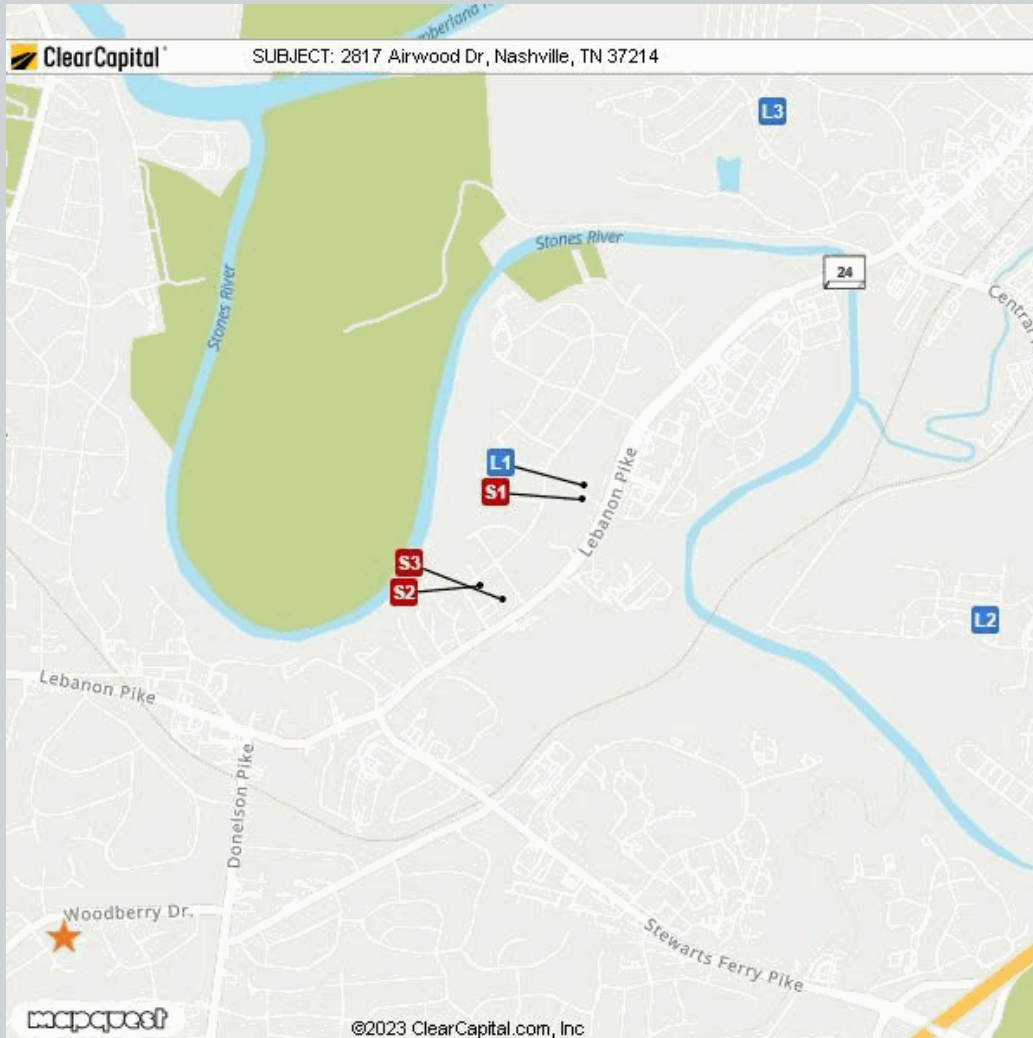 ClearCapital
SUBJECT: 2817 Airwood Dr, Nashville, TN 37214
L3
Stones River
24
Stones River
L1
S1
Lebanon Pike
S3
S2
L2
Lebanon Pike
Donelson Pike
Woodberry Dr.
Stewarts Ferry Pike
mapquest
©2023 ClearCapital.com, Inc